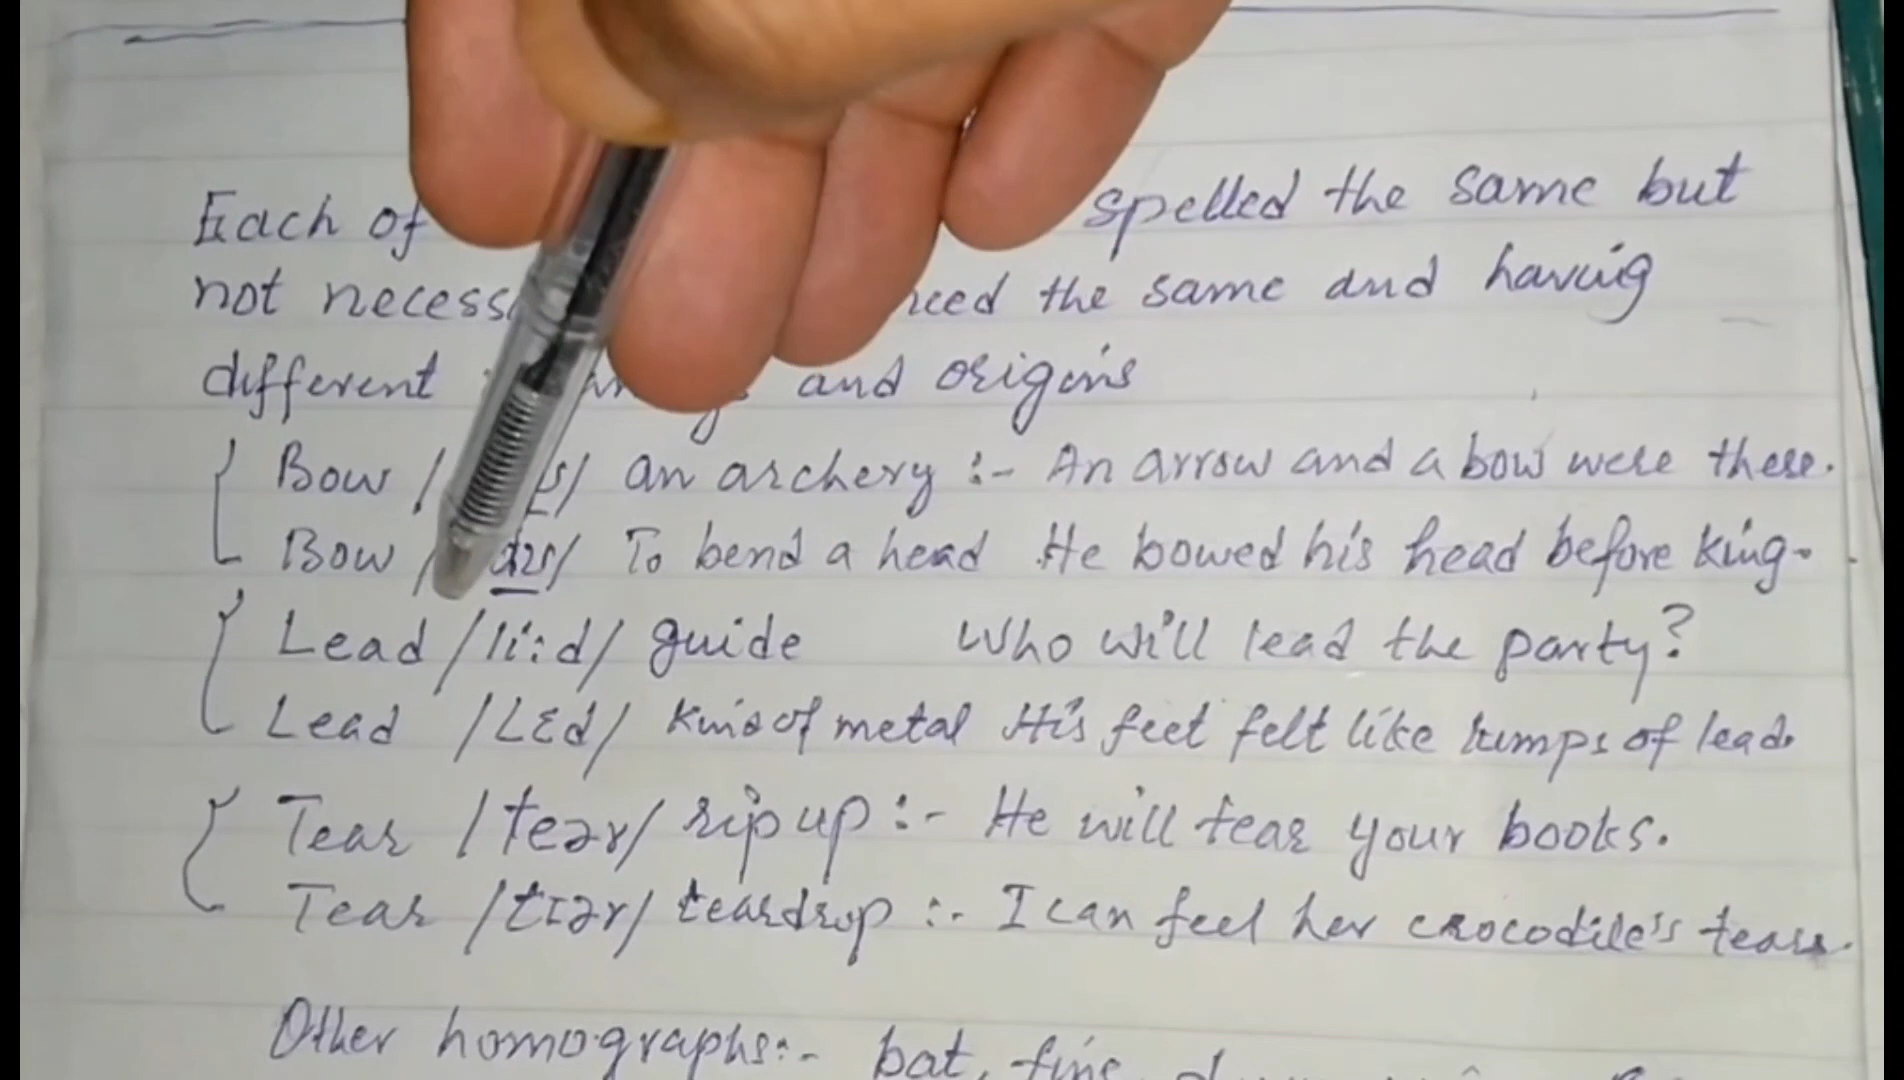 Each of spelled the same but
not the same and having
different and origins
Bow / / an archery :- An arrow and a bow were there.
Bow / / To bend a head He bowed his head before king.
Lead /li:d/ guide Who will lead the party?
Lead /Lɛd/ kind of metal His feet felt like lumps of lead.
Tear /teər/ rip up :- He will tear your books.
Tear /tɪər/ teardrop :- I can feel her crocodile's tears.
Other homographs:- bat, fine,